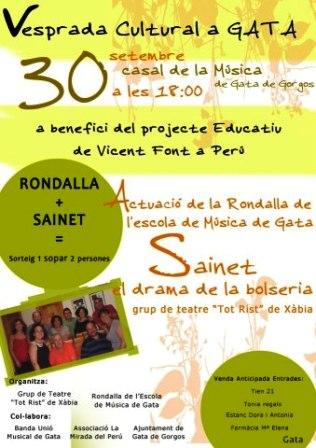 Vesprada Cultural a GATA
30 setembre
casal de la Música
de Gata de Gorgos
a les 18:00
a benefici del projecte Educatiu
de Vicent Font a Perú
RONDALLA
+
SAINET
=
Sorteig 1 sopar 2 persones
Actuació de la Rondalla de
l'escola de Música de Gata
Sainet
el drama de la bolseria
grup de teatre "Tot Rist" de Xàbia
Organitza:
Grup de Teatre
"Tot Rist" de Xàbia
Rondalla de l'Escola
de Música de Gata
Col·labora:
Banda Unió
Musical de Gata
Associació La
Mirada del Perú
Ajuntament de
Gata de Gorgos
Venda Anticipada Entrades:
Tien 21
Tonia regals
Estanc Dora i Antonia
Farmàcia Mª Elena
Gata